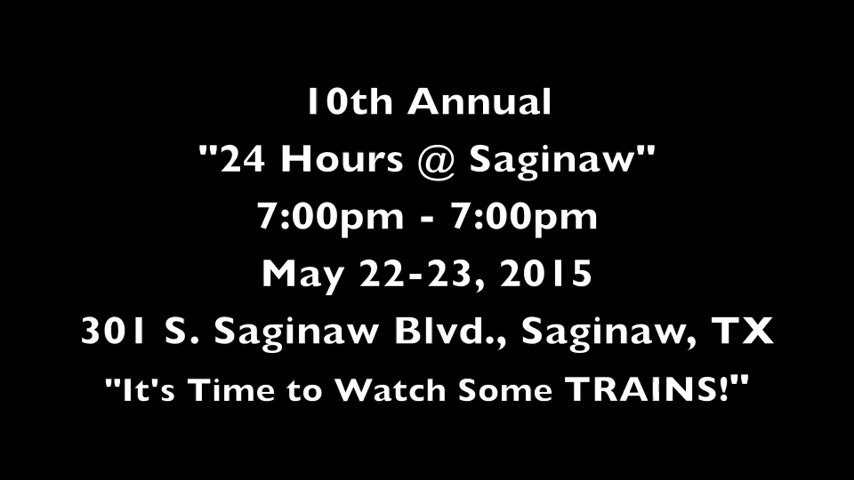 10th Annual
"24 Hours @ Saginaw"
7:00pm - 7:00pm
May 22-23, 2015
301 S. Saginaw Blvd., Saginaw, TX
"It's Time to Watch Some TRAINS!"